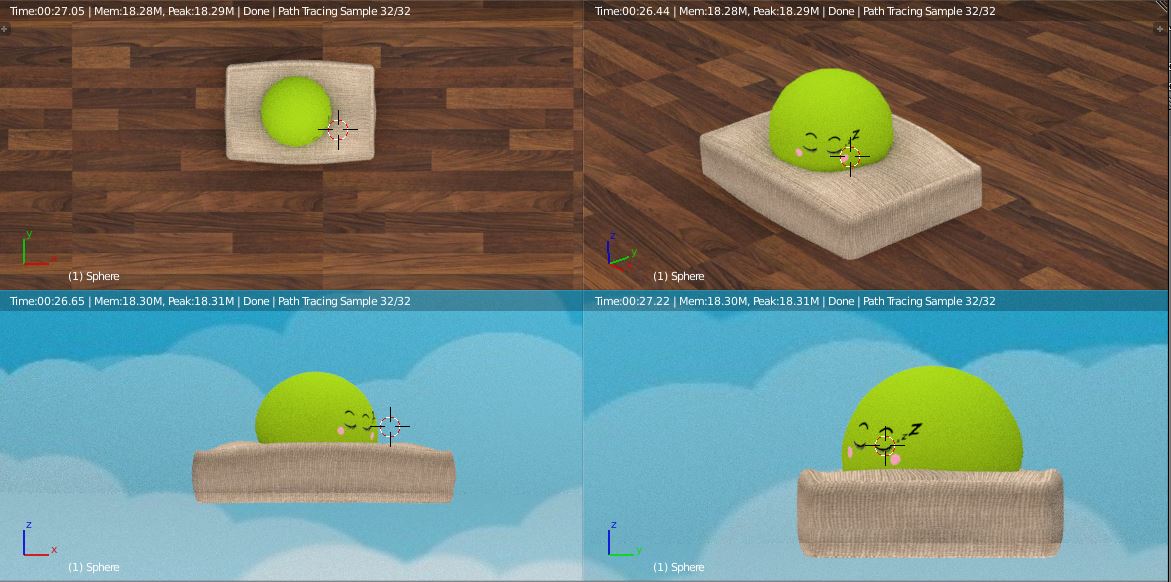 Time:00:27.05 | Mem:18.28M, Peak:18.29M | Done | Path Tracing Sample 32/32
y
x
(1) Sphere
Time:00:26.44 | Mem:18.28M, Peak:18.29M | Done | Path Tracing Sample 32/32
z
z
y
x
(1) Sphere
Time:00:26.65 | Mem:18.30M, Peak:18.31M | Done | Path Tracing Sample 32/32
z
x
(1) Sphere
Time:00:27.22 | Mem:18.30M, Peak:18.31M | Done | Path Tracing Sample 32/32
z z z
z
y
(1) Sphere